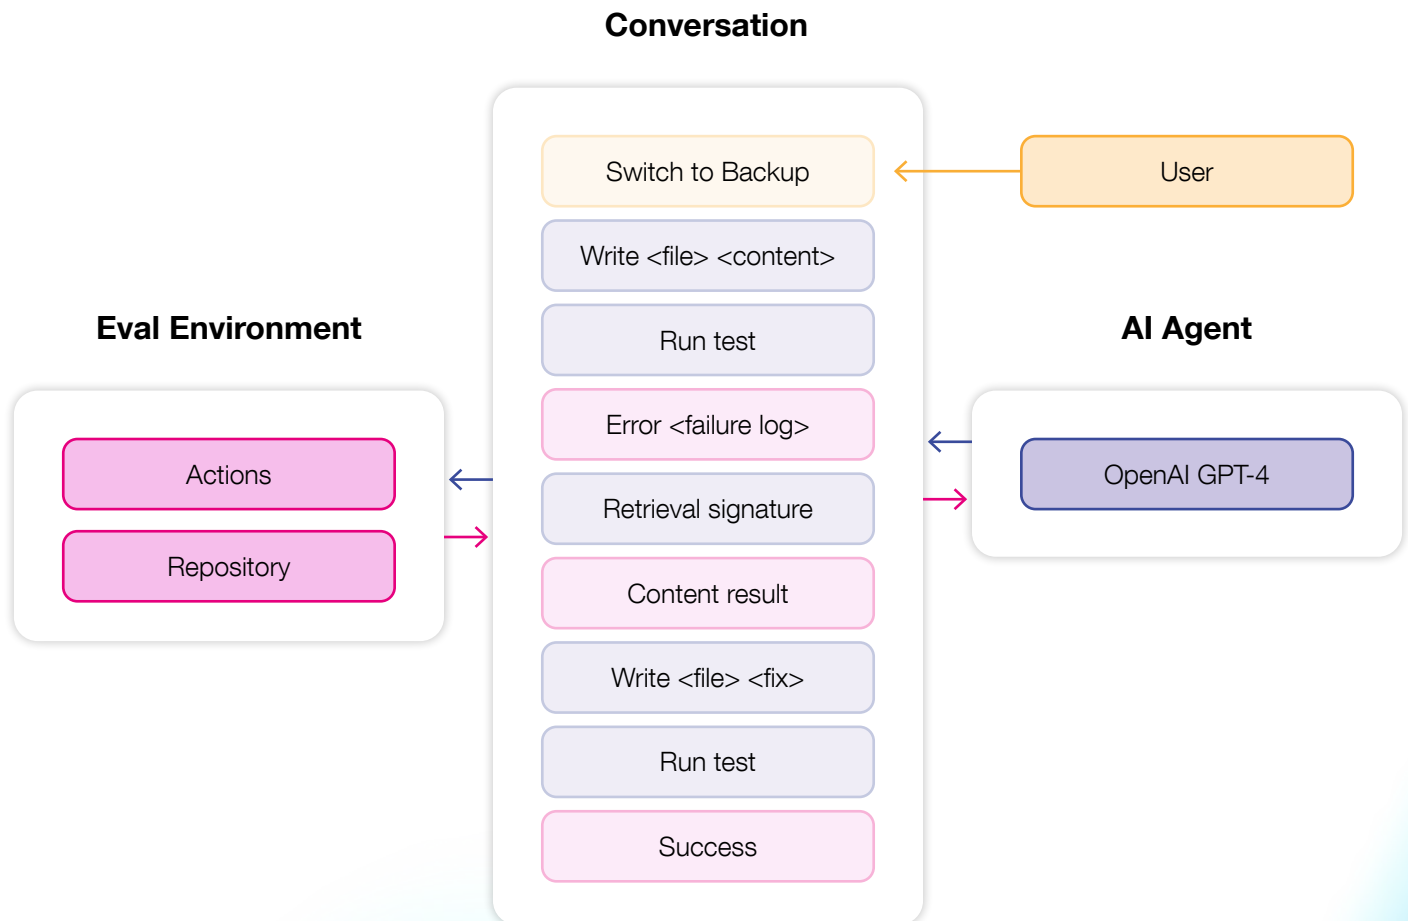 Conversation
Switch to Backup
User
Write <file> <content>
Eval Environment
Run test
AI Agent
Error <failure log>
Actions
OpenAI GPT-4
Retrieval signature
Repository
Content result
Write <file> <fix>
Run test
Success